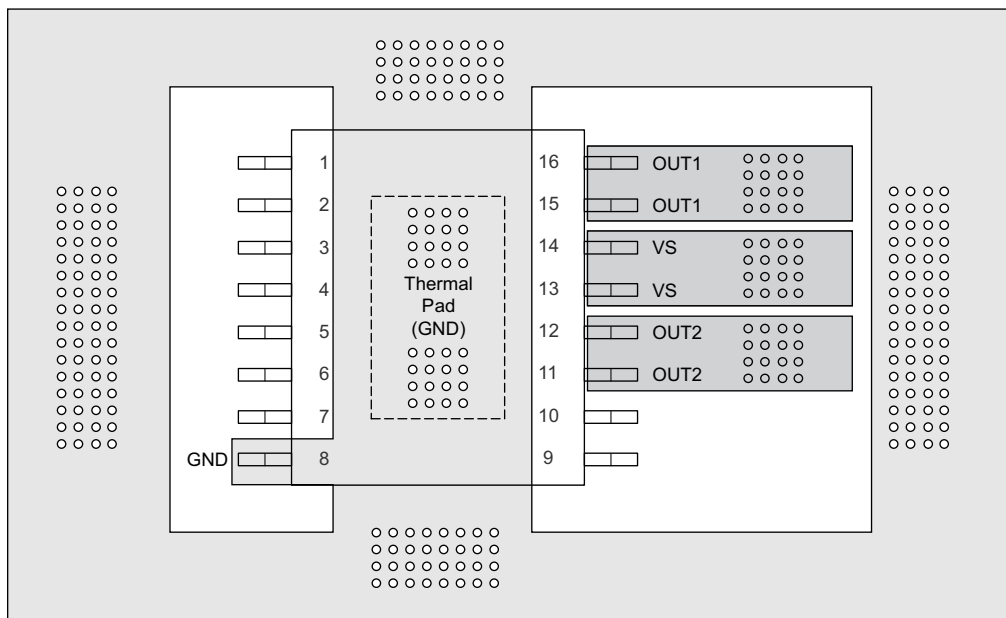 1
2
3
4
5
6
7
GND 8
Thermal
Pad
(GND)
16 OUT1
15 OUT1
14 VS
13 VS
12 OUT2
11 OUT2
10
9